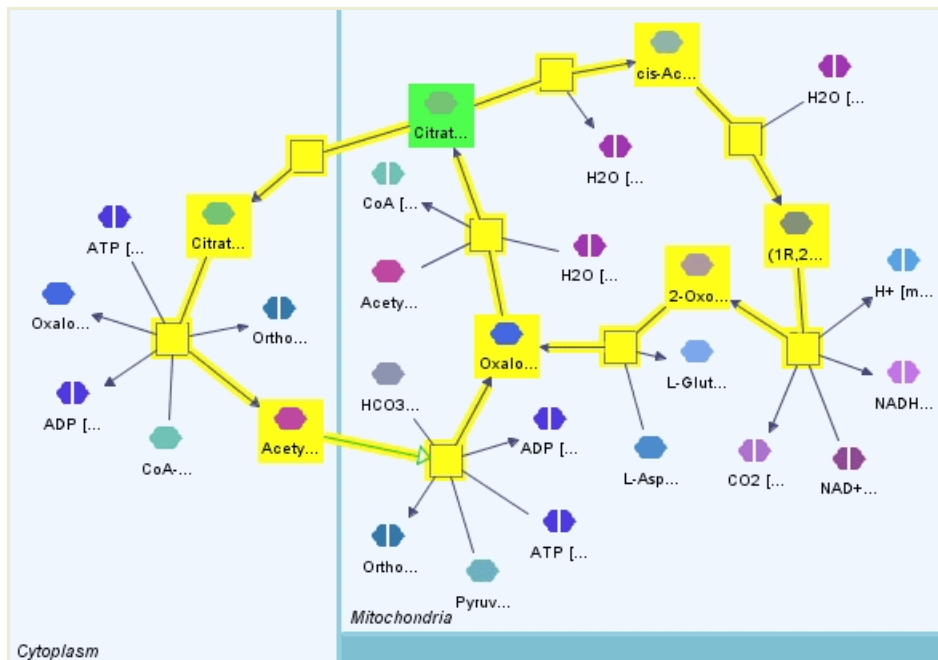 cis-Ac...
H2O [...
Citrat...
H2O [...
CoA [...
ATP [...
Citrat...
(1R,2...
H2O [...
Acety...
2-Oxo...
H+ [m...
Oxalo...
Ortho...
Oxalo...
L-Glut...
HCO3...
NADH...
ADP [...
Acety...
ADP [...
CoA-...
L-Asp...
CO2 [...
NAD+...
ATP [...
Ortho...
Pyruv...
Mitochondria
Cytoplasm